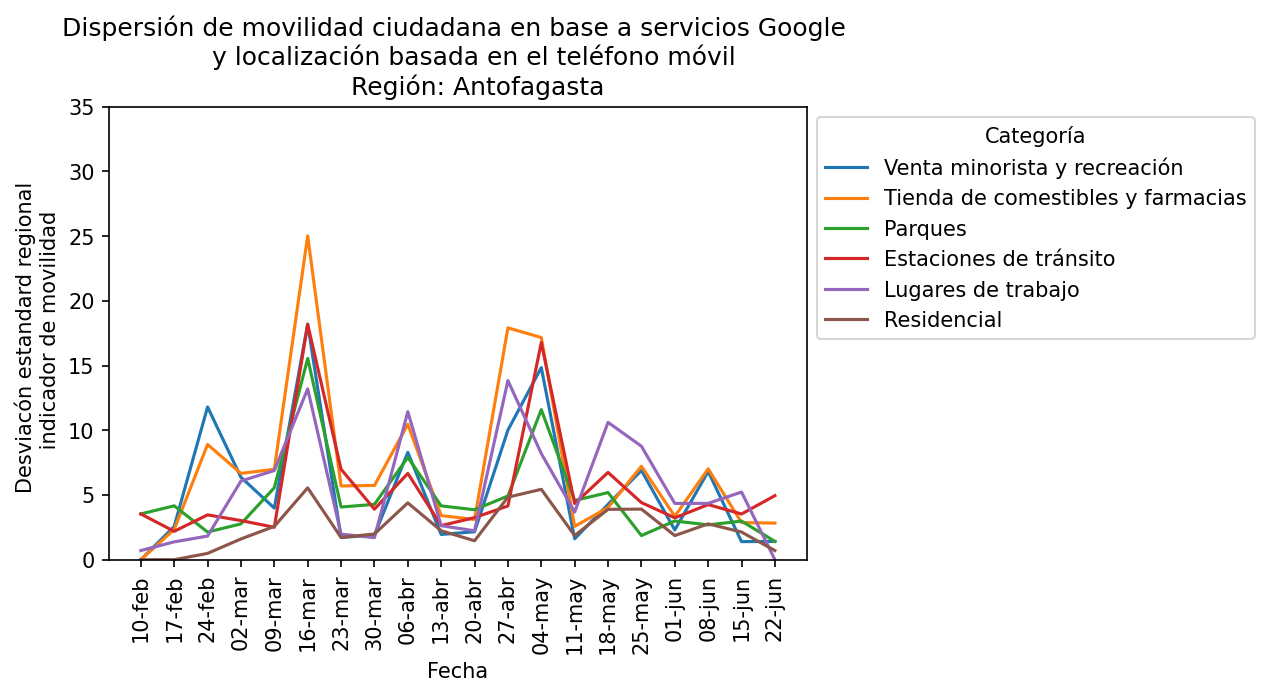 Dispersión de movilidad ciudadana en base a servicios Google
y localización basada en el teléfono móvil
Región: Antofagasta
Desviacón estandard regional
indicador de movilidad
35
30
25
20
15
10
5
0
10-feb
17-feb
24-feb
02-mar
09-mar
16-mar
23-mar
30-mar
06-abr
13-abr
20-abr
27-abr
04-may
11-may
18-may
25-may
01-jun
08-jun
15-jun
22-jun
Fecha
Categoría
Venta minorista y recreación
Tienda de comestibles y farmacias
Parques
Estaciones de tránsito
Lugares de trabajo
Residencial